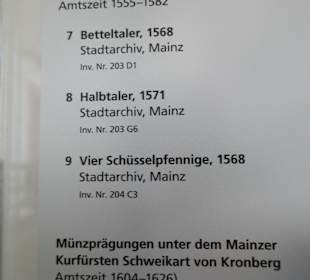 Amtszeit 1555–1582
7 Betteltaler, 1568
Stadtarchiv, Mainz
Inv. Nr. 203 D1
8 Halbtaler, 1571
Stadtarchiv, Mainz
Inv. Nr. 203 G6
9 Vier Schüsselpfennige, 1568
Stadtarchiv, Mainz
Inv. Nr. 204 C3
Münzprägungen unter dem Mainzer
Kurfürsten Schweikart von Kronberg
Amtszeit 1604–1626)